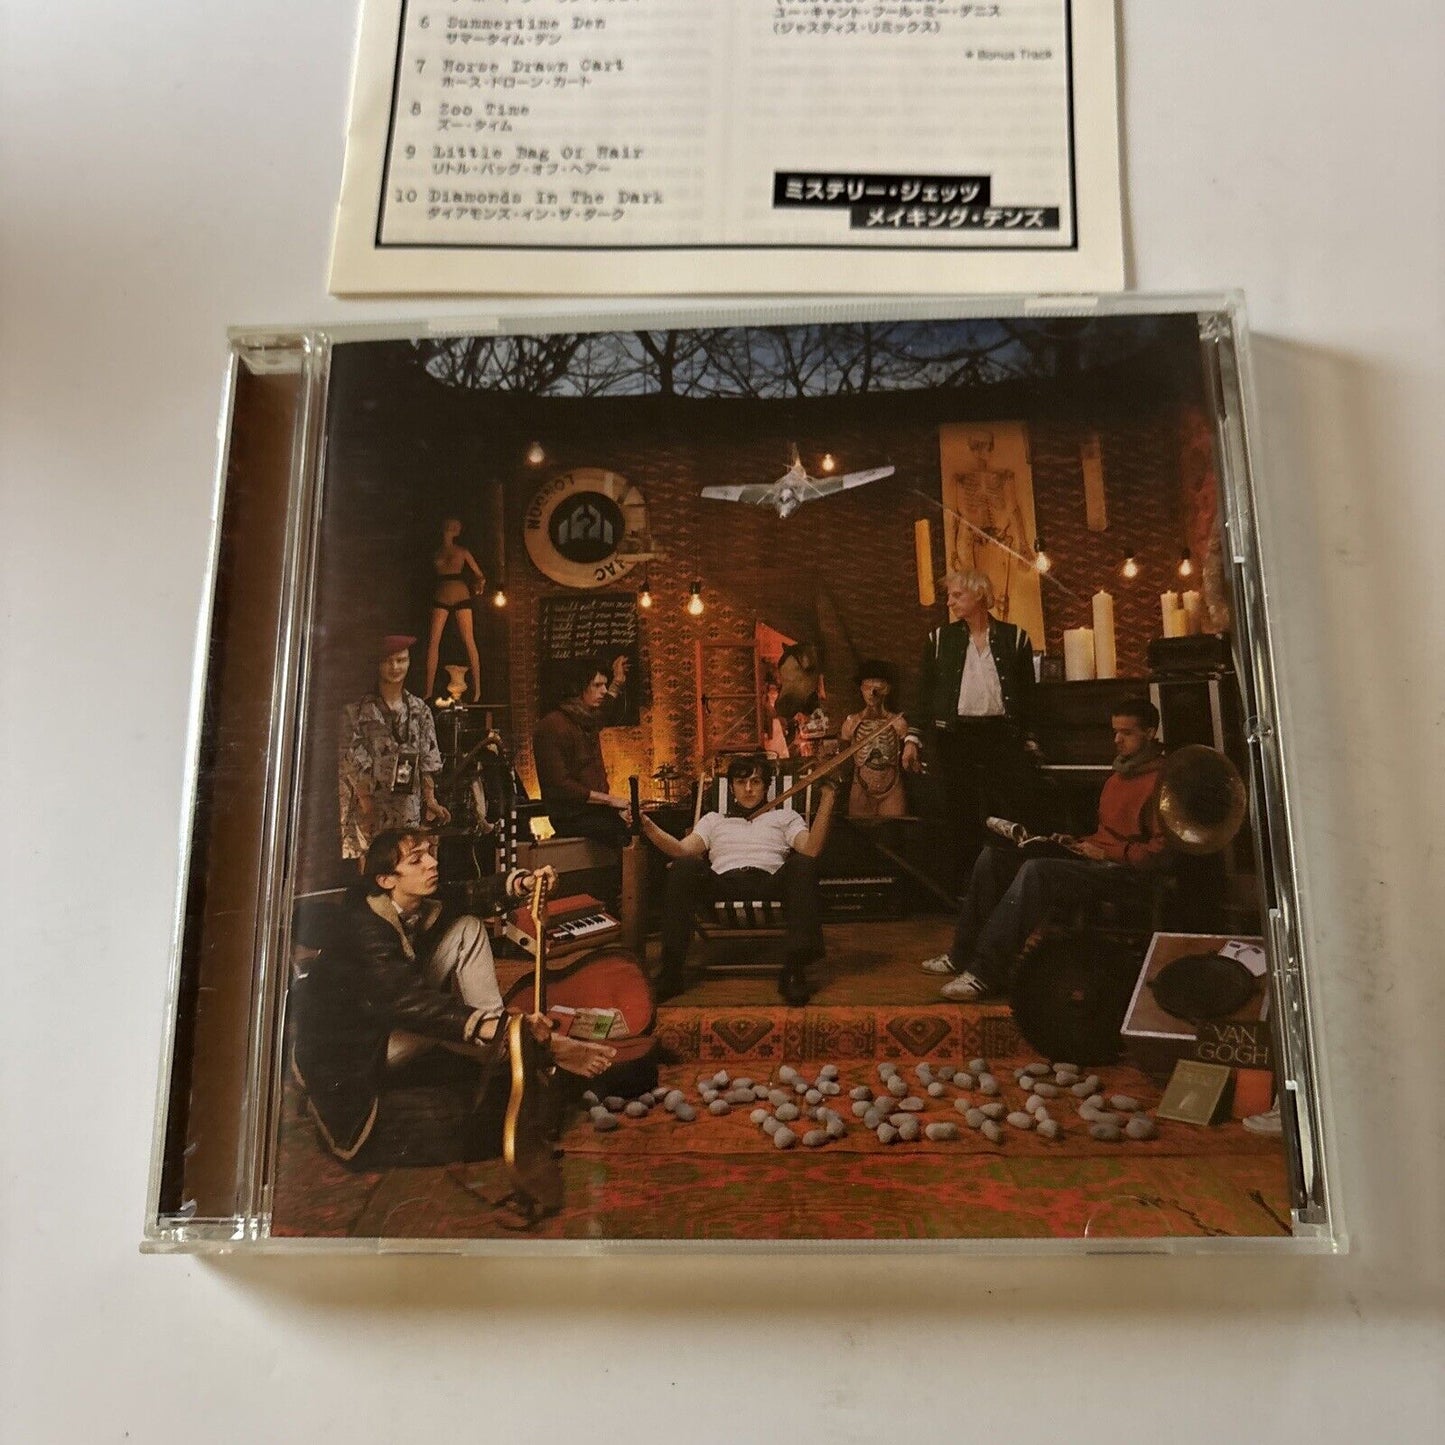 6 Summertime Den
サマータイム・デン
7 Horse Drawn Cart
ホース・ドローン・カート
8 Zoo Time
ズー・タイム
9 Little Bag Of Hair
リトル・バッグ・オブ・ヘアー
10 Diamonds In The Dark
ダイアモンズ・イン・ザ・ダーク
ユー・キャント・フール・ミー・デニス
(ジャスティス・リミックス)
* Bonus Track
ミステリー・ジェッツ
メイキング・デンズ
LONDON
VAN
GOGH